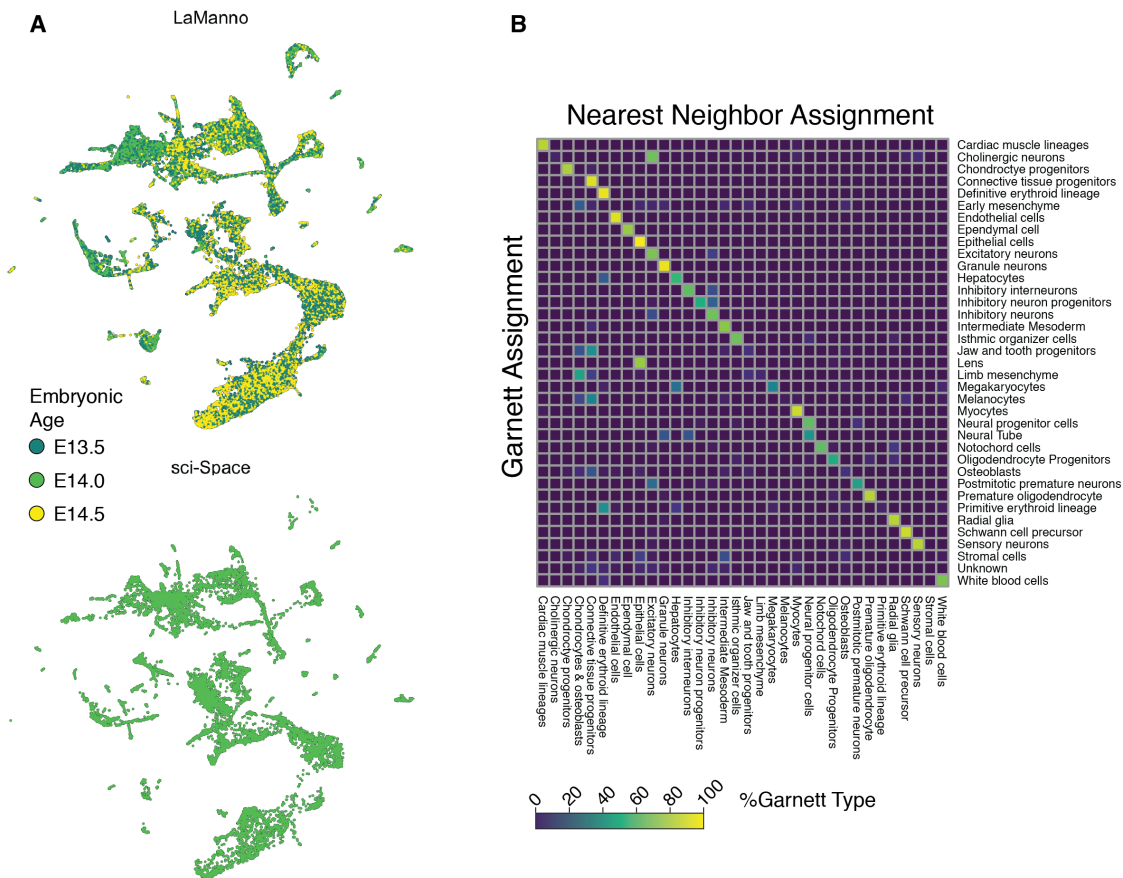 A
LaManno
Embryonic
Age
E13.5
E14.0
E14.5
sci-Space
B
Nearest Neighbor Assignment
Garnett Assignment
Cardiac muscle lineages
Cholinergic neurons
Chondroctye progenitors
Connective tissue progenitors
Definitive erythroid lineage
Early mesenchyme
Endothelial cells
Ependymal cell
Epithelial cells
Excitatory neurons
Granule neurons
Hepatocytes
Inhibitory interneurons
Inhibitory neuron progenitors
Inhibitory neurons
Intermediate Mesoderm
Isthmic organizer cells
Jaw and tooth progenitors
Lens
Limb mesenchyme
Megakaryocytes
Melanocytes
Myocytes
Neural progenitor cells
Neural Tube
Notochord cells
Oligodendrocyte Progenitors
Osteoblasts
Postmitotic premature neurons
Premature oligodendrocyte
Primitive erythroid lineage
Radial glia
Schwann cell precursor
Sensory neurons
Stromal cells
Unknown
White blood cells
Cardiac muscle lineages
Cholinergic neurons
Chondroctye progenitors
Chondrocytes & osteoblasts
Connective tissue progenitors
Definitive erythroid lineage
Endothelial cells
Ependymal cell
Epithelial cells
Excitatory neurons
Granule neurons
Hepatocytes
Inhibitory interneurons
Inhibitory neuron progenitors
Inhibitory neurons
Intermediate Mesoderm
Isthmic organizer cells
Jaw and tooth progenitors
Limb mesenchyme
Megakaryocytes
Melanocytes
Myocytes
Neural progenitor cells
Notochord cells
Oligodendrocyte Progenitors
Osteoblasts
Postmitotic premature neurons
Premature oligodendrocyte
Primitive erythroid lineage
Radial glia
Schwann cell precursor
Sensory neurons
Stromal cells
White blood cells
0 20 40 60 80 100
%Garnett Type